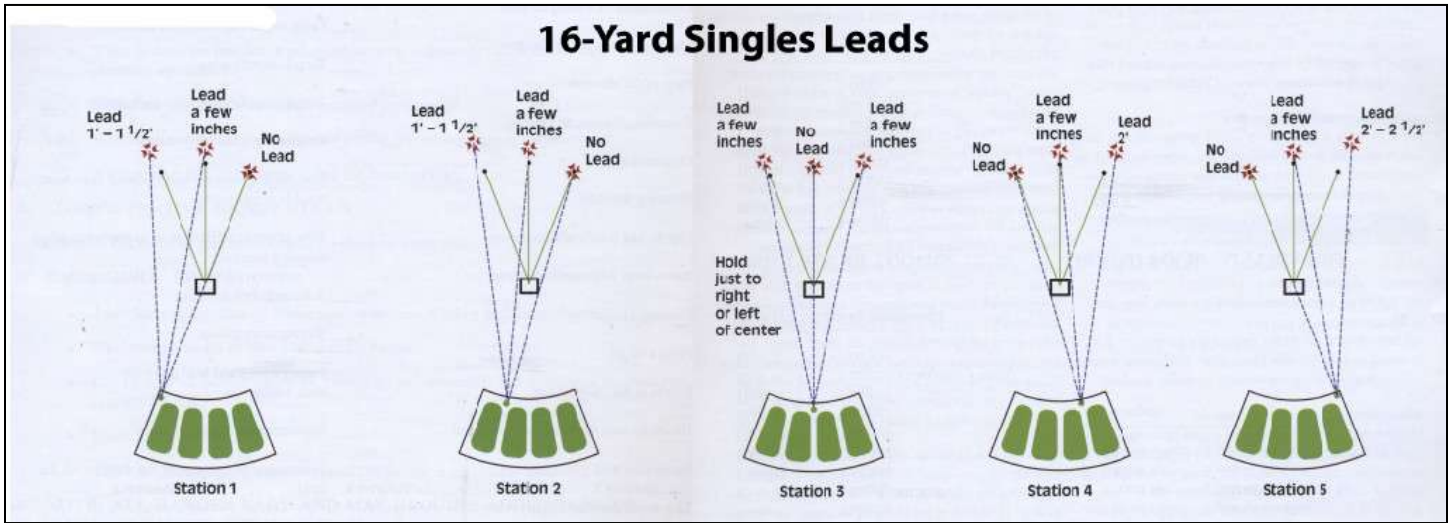 16-Yard Singles Leads
Lead
1' – 1 1/2'
Lead
a few
inches
No
Lead
Station 1
Lead
1' – 1 1/2'
Lead
a few
inches
No
Lead
Station 2
Lead
a few
inches
No
Lead
Lead
a few
inches
Hold
just to
right
or left
of center
Station 3
No
Lead
Lead
a few
inches
Lead
2'
Station 4
No
Lead
Lead
a few
inches
Lead
2' – 2 1/2'
Station 5